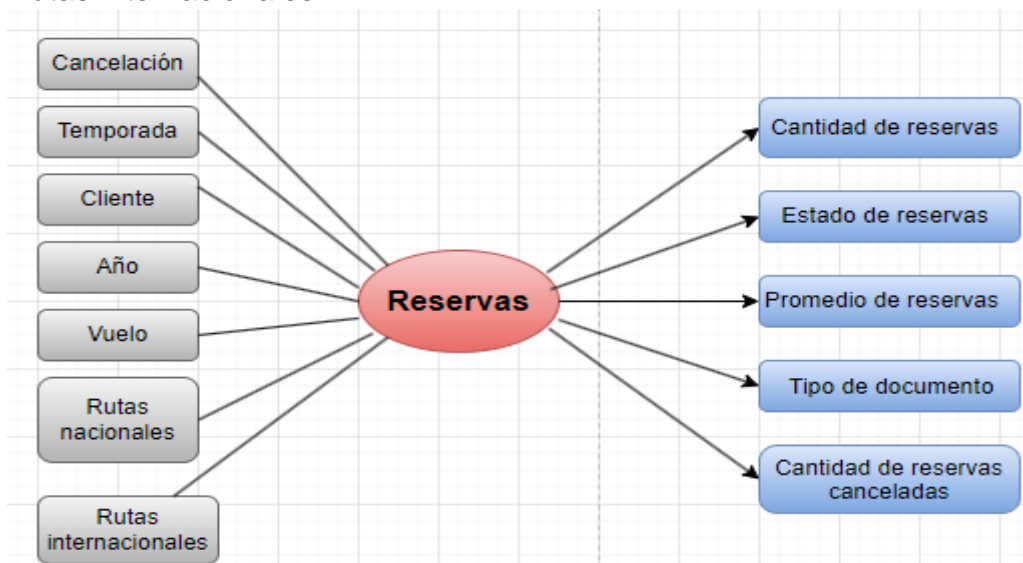 Cancelación
Temporada
Cliente
Año
Vuelo
Rutas
nacionales
Rutas
internacionales
Reservas
Cantidad de reservas
Estado de reservas
Promedio de reservas
Tipo de documento
Cantidad de reservas
canceladas